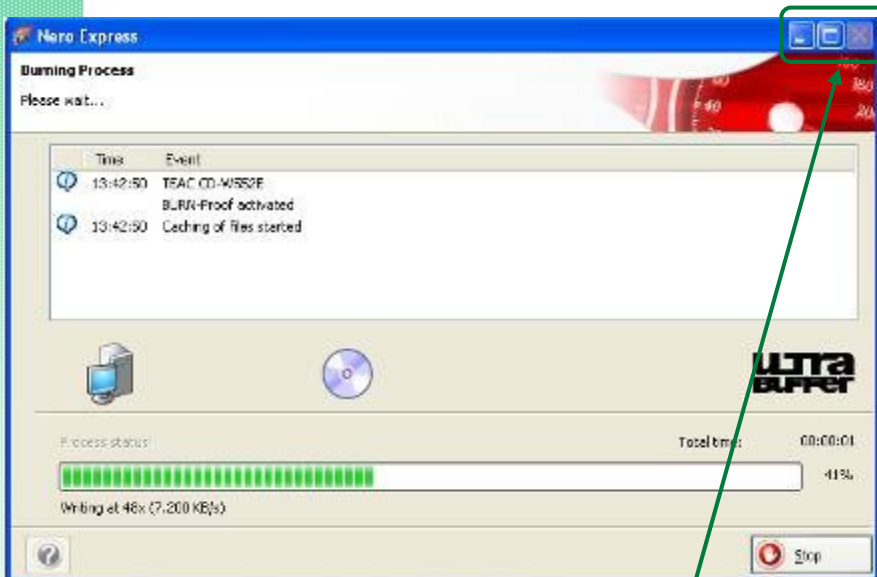 Nero Express
Burning Process
Please wait...
Time Event
13:42:50 TEAC CD-W552E
BURN-Proof activated
13:42:50 Caching of files started
ULTRA
BUFFER
Process status Total time: 00:00:01
41%
Writing at 48x (7.200 KB/s)
Stop